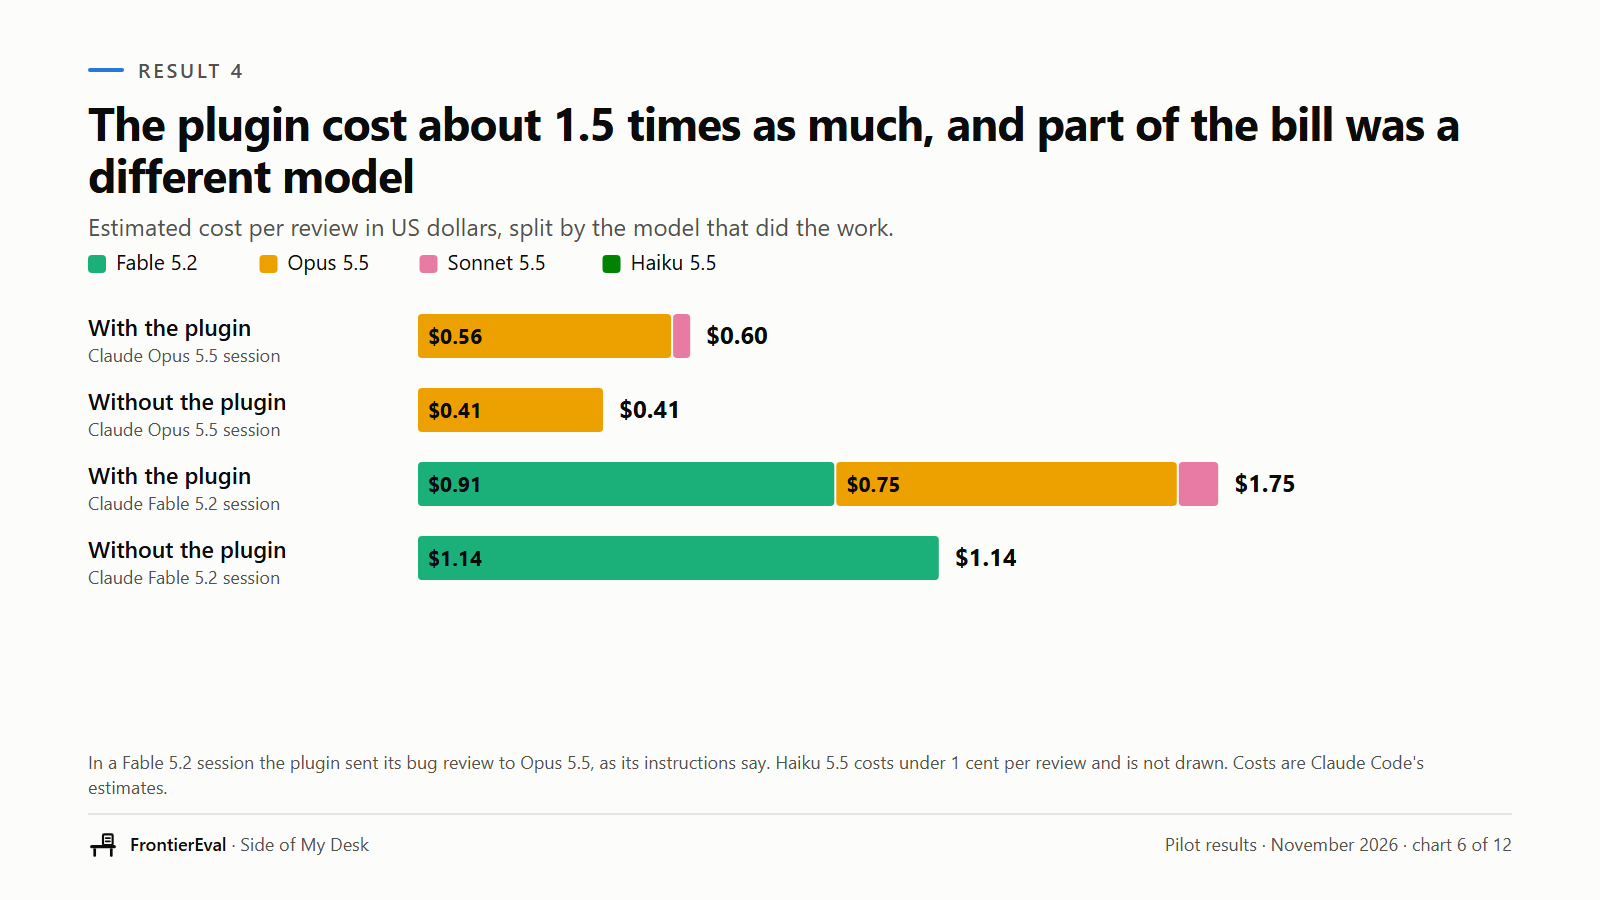 RESULT 4
The plugin cost about 1.5 times as much, and part of the bill was a
different model
Estimated cost per review in US dollars, split by the model that did the work.
Fable 5.2 Opus 5.5 Sonnet 5.5 Haiku 5.5
With the plugin
Claude Opus 5.5 session
$0.56 $0.60
Without the plugin
Claude Opus 5.5 session
$0.41 $0.41
With the plugin
Claude Fable 5.2 session
$0.91 $0.75 $1.75
Without the plugin
Claude Fable 5.2 session
$1.14 $1.14
In a Fable 5.2 session the plugin sent its bug review to Opus 5.5, as its instructions say. Haiku 5.5 costs under 1 cent per review and is not drawn. Costs are Claude Code's
estimates.
FrontierEval · Side of My Desk
Pilot results · November 2026 · chart 6 of 12